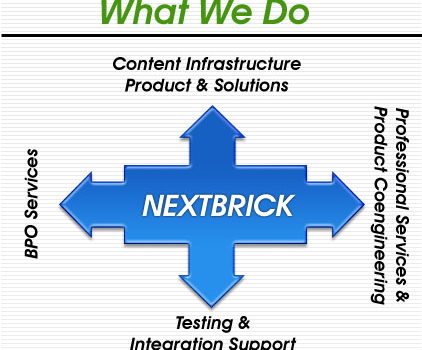 What We Do
Content Infrastructure
Product & Solutions
BPO Services
NEXTBRICK
Professional Services &
Product Coengineering
Testing &
Integration Support